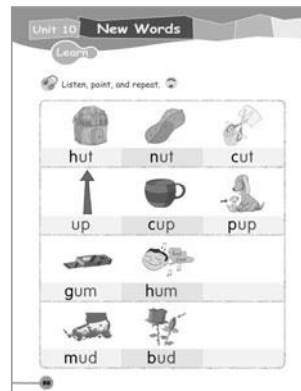 Unit 10 New Words
Learn
Listen, point, and repeat.
hut nut cut
up cup pup
gum hum
mud bud